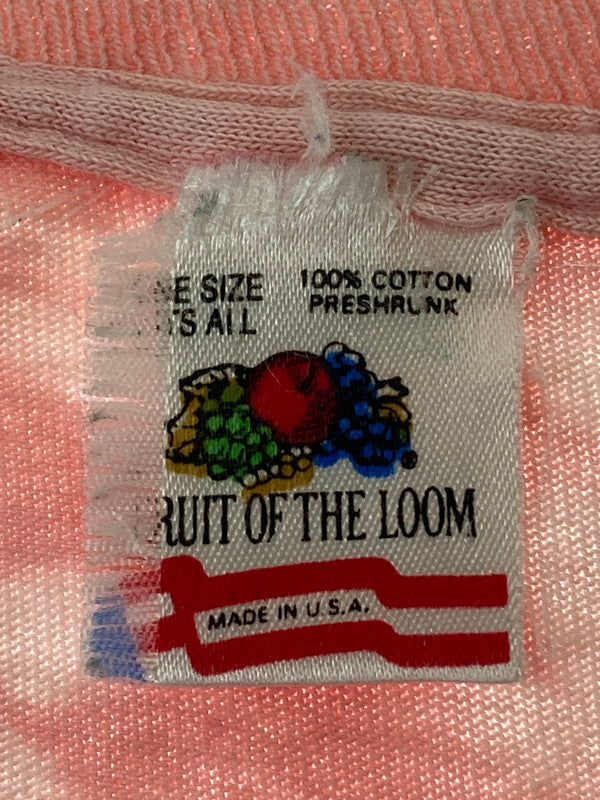 NE SIZE
TS ALL
100% COTTON
PRESHRUNK
RUIT OF THE LOOM
®
MADE IN U.S.A.